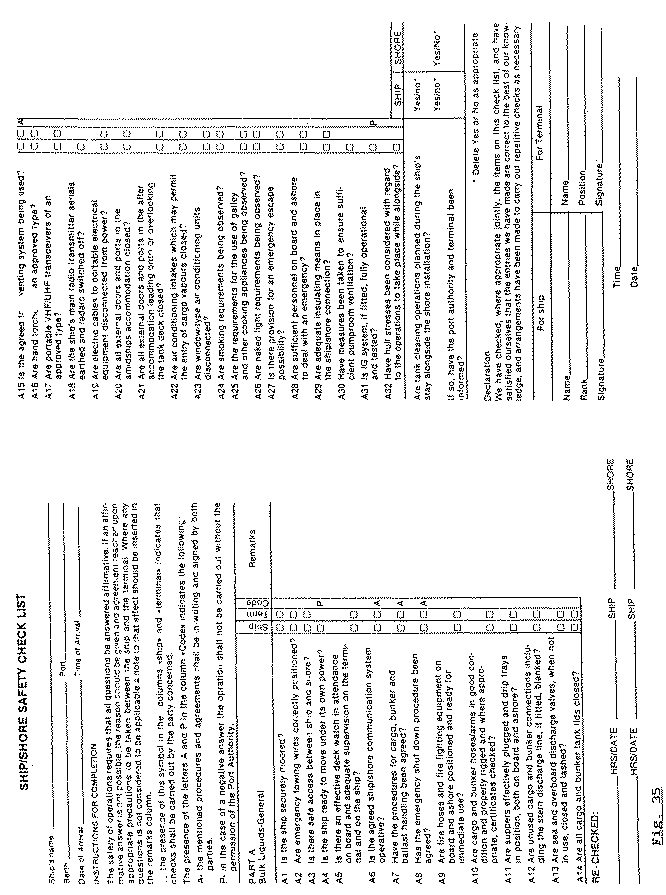 SHIP/SHORE SAFETY CHECK LIST
Ship's name
Berth Port
Date of Arrival Time of Arrival
INSTRUCTIONS FOR COMPLETION
The safety of operations requires that all questions be answered affirmative. If an affir-
mative answer is not possible, the reason should be given and agreement reached upon
appropriate precautions to be taken between the ship and the terminal. Where any
question is not considered to be applicable a note to that effect should be inserted in
the remarks column.
the presence of this symbol in the columns «ship» and «terminal» indicates that
checks shall be carried out by the party concerned.
The presence of the letters A and P in the column «Code» indicates the following:
A: the mentioned procedures and agreements shall be in writing and signed by both
parties.
P: in the case of a negative answer the opration shall not be carried out without the
permission of the Port Authority.
PART A
Bulk Liquids-General Ship Term Code Remarks
A1 Is the ship securely moored?
A2 Are emergency towing wires correctly positioned?
A3 Is there safe access between ship and shore?
A4 Is the ship ready to move under its own power? P
A5 Is there an effective deck watch in attendance
on board and adequate supervision on the termi-
nal and on the ship?
A6 Is the agreed ship/shore communication system
operative? A
A7 Have procedures for cargo, bunker and
ballast handling been agreed? A
A8 Has the emergency shut down procedure been
agreed? A
A9 Are fire hoses and fire fighting equipment on
board and ashore positioned and ready for
immediate use?
A10 Are cargo and bunker hoses/arms in good con-
dition and properly rigged and where appro-
priate, certificates checked?
A11 Are scuppers effectively plugged and drip trays
in position, both on board and ashore?
A12 Are unused cargo and bunker connections inclu-
ding the stern discharge line, if fitted, blanked?
A13 Are sea and overboard discharge valves, when not
in use, closed and lashed?
A14 Are all cargo and bunker tank lids closed?
RE-CHECKED:
HRS/DATE SHIP SHORE
HRS/DATE SHIP SHORE
Fig. 35
A15 Is the agreed venting system being used? A
A16 Are hand torch an approved type?
A17 Are portable VHF/UHF transceivers of an
approved type?
A18 Are the ship's main radio transmitter aerials
earthed and radars switched off?
A19 Are electric cables to portable electrical
equipment disconnected from power?
A20 Are all external doors and ports in the
amidships accommodation closed?
A21 Are all external doors and ports in the after
accommodation leading onto or overlooking
the tank deck closed?
A22 Are air conditioning intakes which may permit
the entry of cargo vapours closed?
A23 Are window-type air conditioning units
disconnected?
A24 Are smoking requirements being observed?
A25 Are the requirements for the use of galley
and other cooking appliances being observed?
A26 Are naked light requirements being observed?
A27 Is there provision for an emergency escape
possibility?
A28 Are sufficient personnel on board and ashore
to deal with an emergency?
A29 Are adequate insulating means in place in
the ship/shore connection?
A30 Have measures been taken to ensure suffi-
cient pumproom ventilation?
A31 Is IG system, if fitted, fully operational
and tested? P
A32 Have hull stresses been considered with regard
to the operations to take place while alongside?
SHIP SHORE
Are tank cleaning operations planned during the ship's
stay alongside the shore installation? Yes/no*
If so, have the port authority and terminal been
informed? Yes/no* Yes/No*
* Delete Yes or No as appropriate
Declaration
We have checked, where appropriate jointly, the items on this check list, and have
satisfied ourselves that the entries we have made are correct to the best of our know-
ledge, and arrangements have been made to carry out repetitive checks as necessary
For ship For Terminal
Name Name
Rank Position
Signature Signature
Time
Date